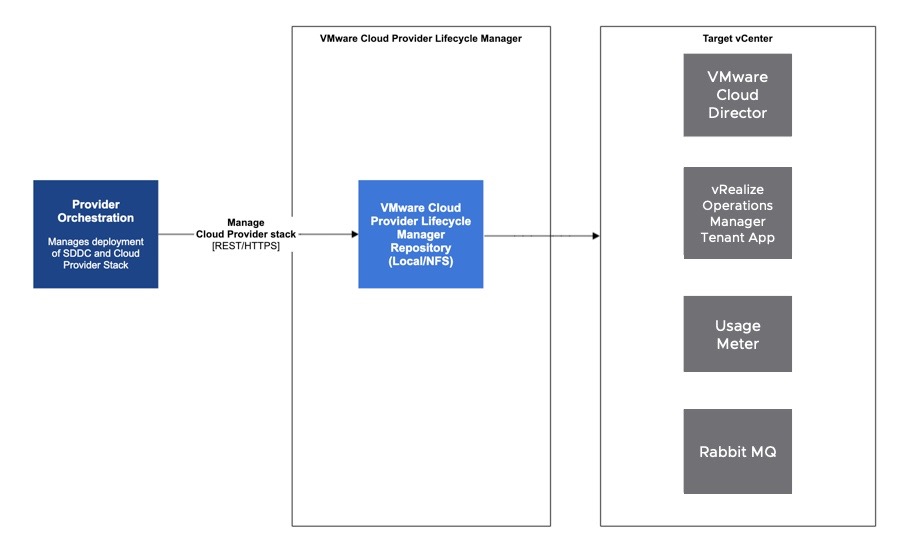 VMware Cloud Provider Lifecycle Manager
Target vCenter
Provider
Orchestration
Manages deployment
of SDDC and Cloud
Provider Stack
Manage
Cloud Provider stack
[REST/HTTPS]
VMware Cloud
Provider Lifecycle
Manager
Repository
(Local/NFS)
VMware
Cloud
Director
vRealize
Operations
Manager
Tenant App
Usage
Meter
Rabbit MQ